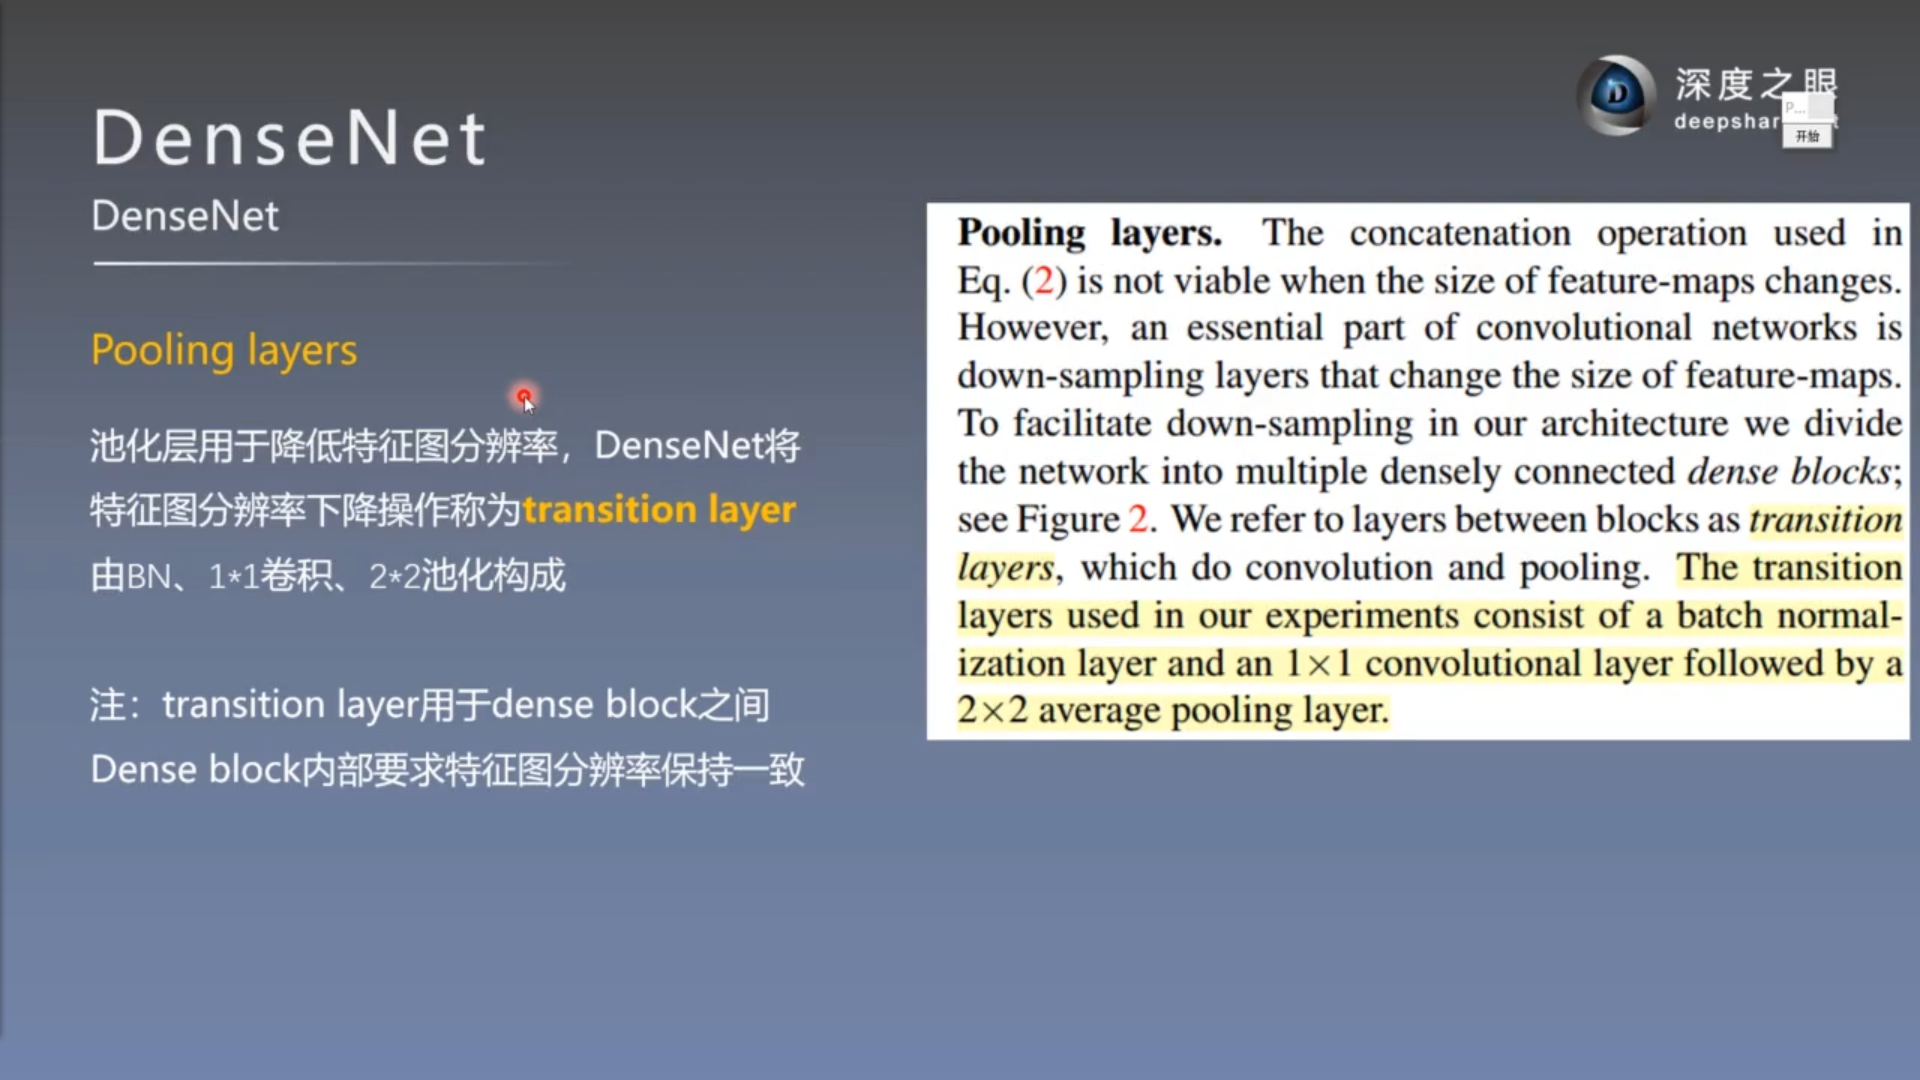 DenseNet
DenseNet
深度之眼
deepshar
P...
开始
Pooling layers
池化层用于降低特征图分辨率，DenseNet将
特征图分辨率下降操作称为transition layer
由BN、1*1卷积、2*2池化构成
注：transition layer用于dense block之间
Dense block内部要求特征图分辨率保持一致
Pooling layers. The concatenation operation used in
Eq. (2) is not viable when the size of feature-maps changes.
However, an essential part of convolutional networks is
down-sampling layers that change the size of feature-maps.
To facilitate down-sampling in our architecture we divide
the network into multiple densely connected dense blocks;
see Figure 2. We refer to layers between blocks as transition
layers, which do convolution and pooling. The transition
layers used in our experiments consist of a batch normal-
ization layer and an 1×1 convolutional layer followed by a
2×2 average pooling layer.